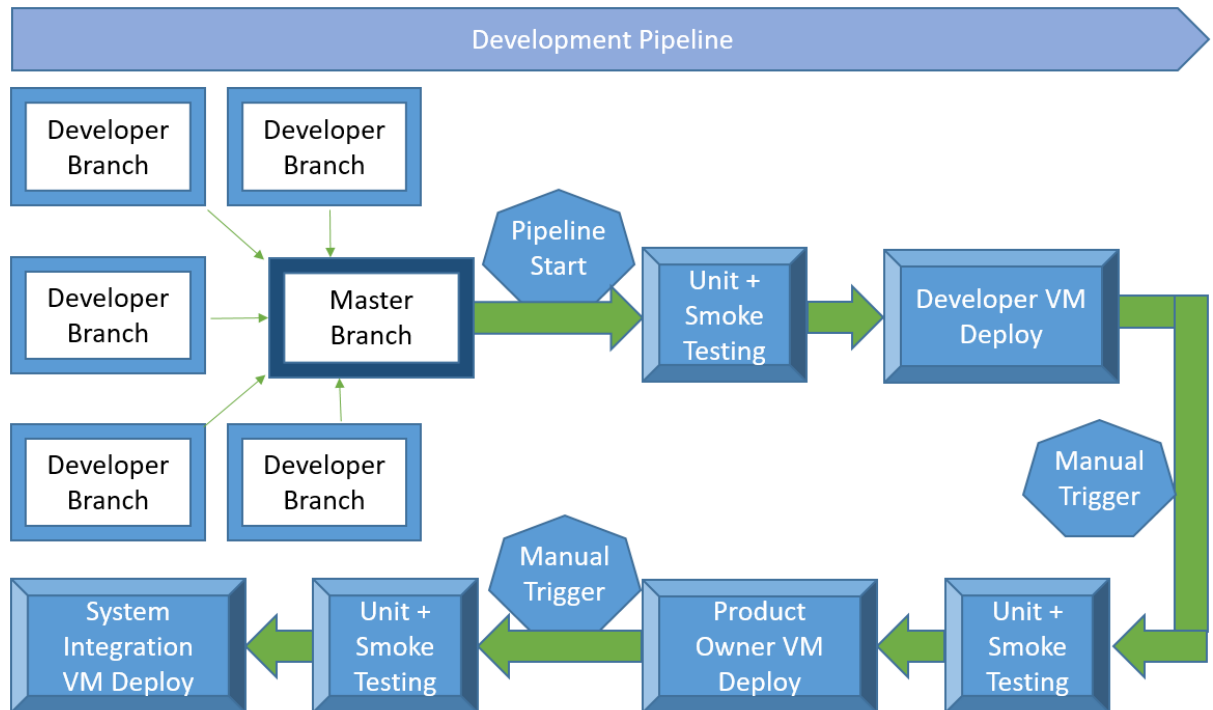 Development Pipeline
Developer
Branch
Developer
Branch
Developer
Branch
Master
Branch
Developer
Branch
Developer
Branch
Pipeline
Start
Unit +
Smoke
Testing
Developer VM
Deploy
Manual
Trigger
Unit +
Smoke
Testing
Product
Owner VM
Deploy
Manual
Trigger
Unit +
Smoke
Testing
System
Integration
VM Deploy